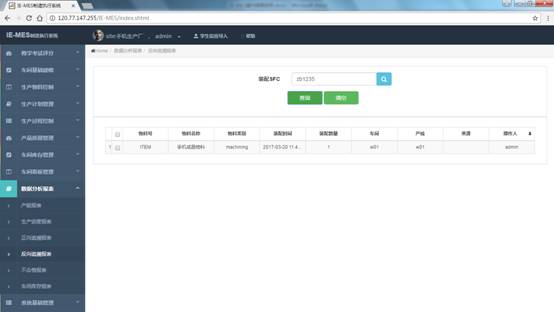 IE-MES制造执行系统
120.77.147.255/IE-MES/index.shtml
IE-MES制造执行系统
site:手机生产厂 , admin
学生信息导入
帮助
教学考试评分
车间基础建模
生产物料控制
生产计划管理
生产过程控制
产品质量管理
车间库存管理
车间看板管理
数据分析报表
产能报表
生产进度报表
正向追溯报表
反向追溯报表
不合格报表
车间库存报表
系统基础管理
Home / 数据分析报表 / 反向追溯报表
装配SFC
zb1235
查询
清空
物料号 物料名称 物料类别 装配时间 装配数量 车间 产线 资源 操作人
1 ITEM 手机成品物料 machining 2017-03-20 11:4... 1 w01 w01 admin